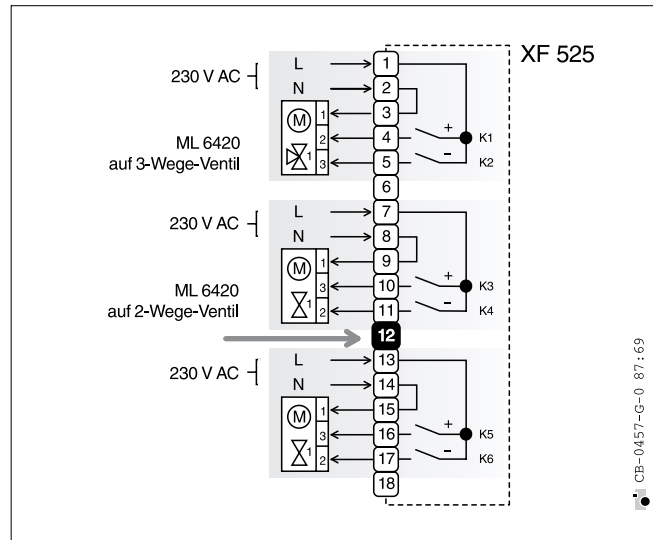 XF 525
230 V AC
L
1
N
2
M
1
3
ML 6420
auf 3-Wege-Ventil
2
4
+
K1
1
3
5
–
K2
6
230 V AC
L
7
N
8
M
1
9
ML 6420
auf 2-Wege-Ventil
3
10
+
K3
1
2
11
–
K4
12
230 V AC
L
13
N
14
M
1
15
3
16
+
K5
1
2
17
–
K6
18
CB-0457-G-0 87:69